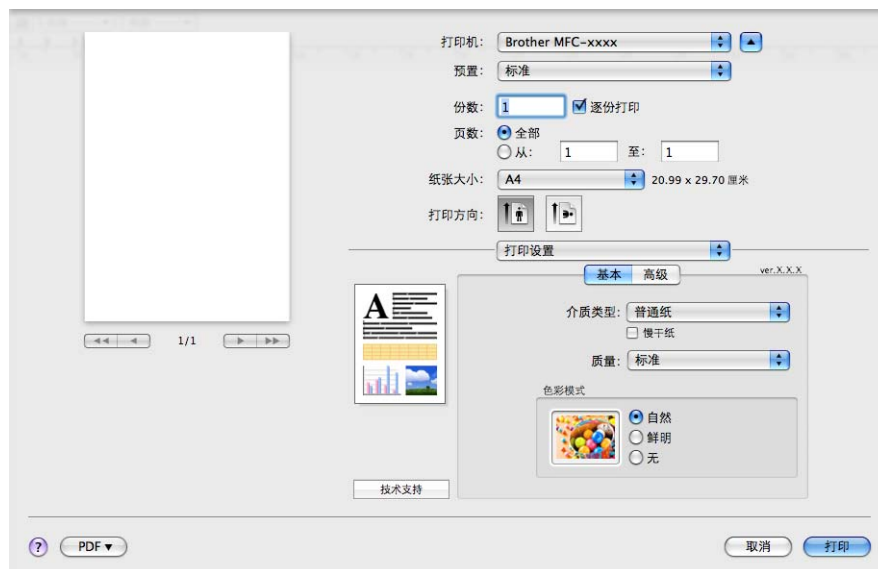 打印机: Brother MFC-xxxx
预置: 标准
份数: 1 逐份打印
页数: 全部
从: 1 至: 1
纸张大小: A4 20.99 x 29.70 厘米
打印方向:
打印设置
基本 高级 ver.X.X.X
介质类型: 普通纸
慢干纸
质量: 标准
色彩模式
自然
鲜明
无
A
1/1
技术支持
? PDF▼ 取消 打印